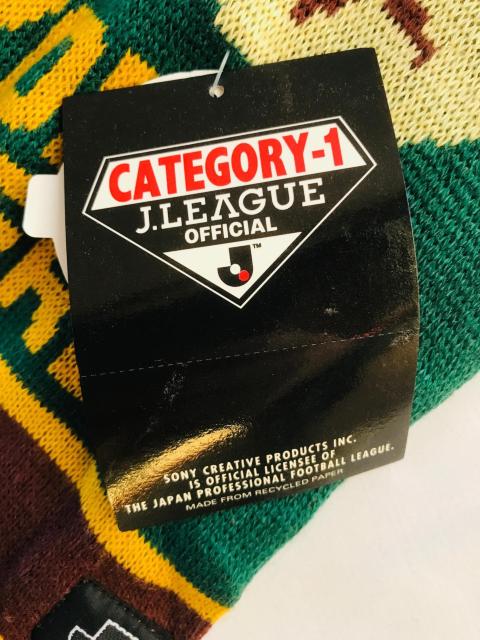 CATEGORY-1
J.LEAGUE
OFFICIAL
J™
SONY CREATIVE PRODUCTS INC.
IS OFFICIAL LICENSEE OF
THE JAPAN PROFESSIONAL FOOTBALL LEAGUE.
MADE FROM RECYCLED PAPER